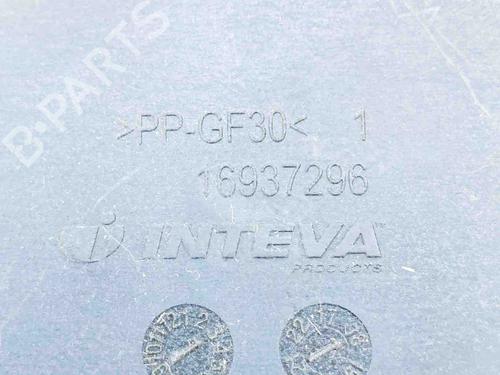 B-PARTS
>PP-GF30< 1
16937296
INTEVA
PRODUCTS